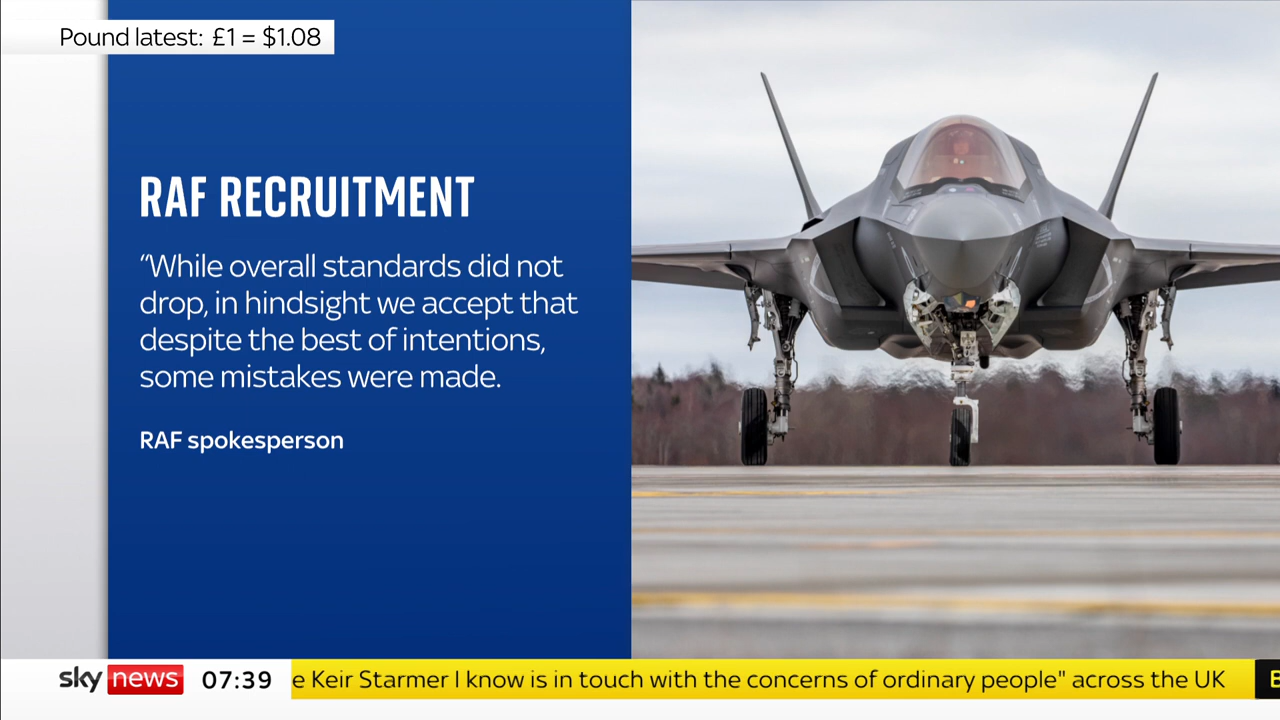 Pound latest: £1 = $1.08
RAF RECRUITMENT
“While overall standards did not
drop, in hindsight we accept that
despite the best of intentions,
some mistakes were made.
RAF spokesperson
sky news 07:39 e Keir Starmer I know is in touch with the concerns of ordinary people" across the UK